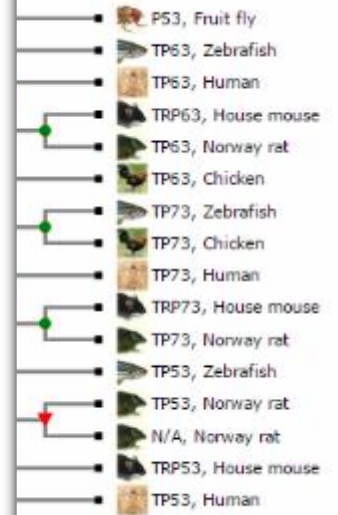 P53, Fruit fly
TP63, Zebrafish
TP63, Human
TRP63, House mouse
TP63, Norway rat
TP63, Chicken
TP73, Zebrafish
TP73, Chicken
TP73, Human
TRP73, House mouse
TP73, Norway rat
TP53, Zebrafish
TP53, Norway rat
N/A, Norway rat
TRP53, House mouse
TP53, Human